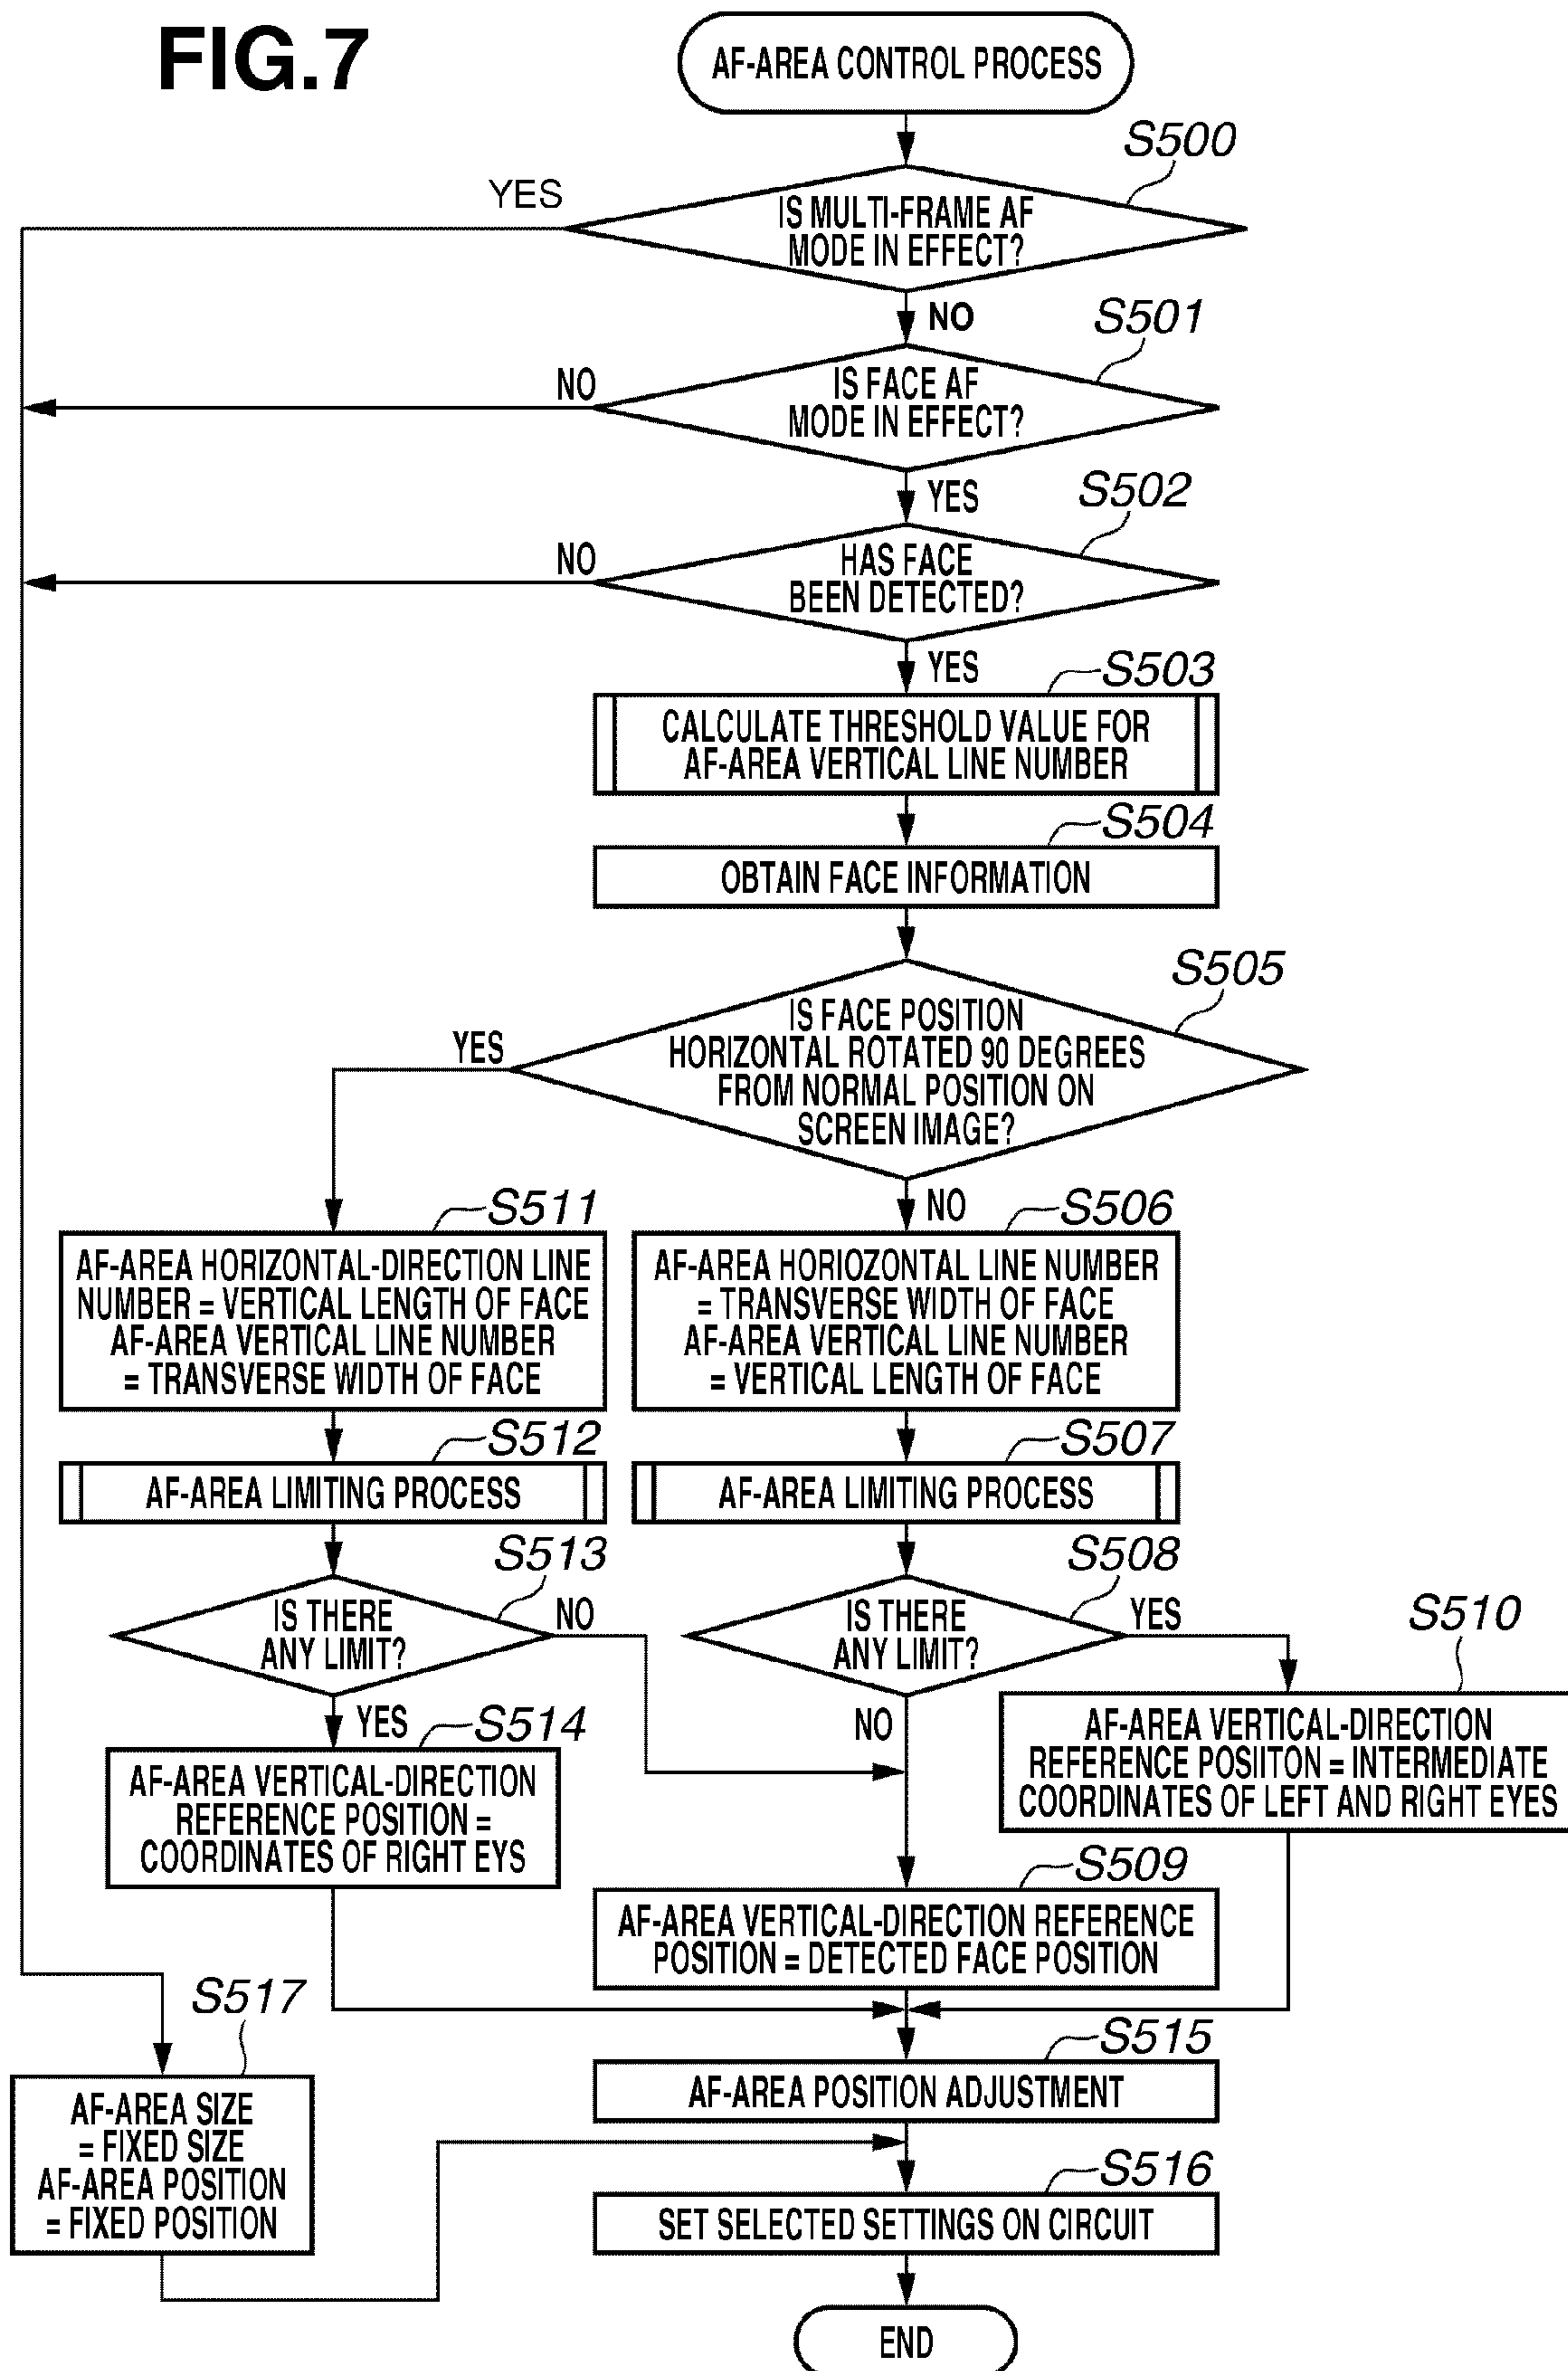 FIG.7
AF-AREA CONTROL PROCESS
S500
YES
IS MULTI-FRAME AF
MODE IN EFFECT?
NO
S501
NO
IS FACE AF
MODE IN EFFECT?
YES
S502
NO
HAS FACE
BEEN DETECTED?
YES
S503
CALCULATE THRESHOLD VALUE FOR
AF-AREA VERTICAL LINE NUMBER
S504
OBTAIN FACE INFORMATION
S505
YES
IS FACE POSITION
HORIZONTAL ROTATED 90 DEGREES
FROM NORMAL POSITION ON
SCREEN IMAGE?
NO
S511
AF-AREA HORIZONTAL-DIRECTION LINE
NUMBER = VERTICAL LENGTH OF FACE
AF-AREA VERTICAL LINE NUMBER
= TRANSVERSE WIDTH OF FACE
S506
AF-AREA HORIOZONTAL LINE NUMBER
= TRANSVERSE WIDTH OF FACE
AF-AREA VERTICAL LINE NUMBER
= VERTICAL LENGTH OF FACE
S512
AF-AREA LIMITING PROCESS
S507
AF-AREA LIMITING PROCESS
S513
IS THERE
ANY LIMIT?
NO
YES
S508
IS THERE
ANY LIMIT?
YES
NO
S510
AF-AREA VERTICAL-DIRECTION
REFERENCE POSIITON = INTERMEDIATE
COORDINATES OF LEFT AND RIGHT EYES
S514
AF-AREA VERTICAL-DIRECTION
REFERENCE POSITION =
COORDINATES OF RIGHT EYS
S509
AF-AREA VERTICAL-DIRECTION REFERENCE
POSITION = DETECTED FACE POSITION
S517
AF-AREA SIZE
= FIXED SIZE
AF-AREA POSITION
= FIXED POSITION
S515
AF-AREA POSITION ADJUSTMENT
S516
SET SELECTED SETTINGS ON CIRCUIT
END